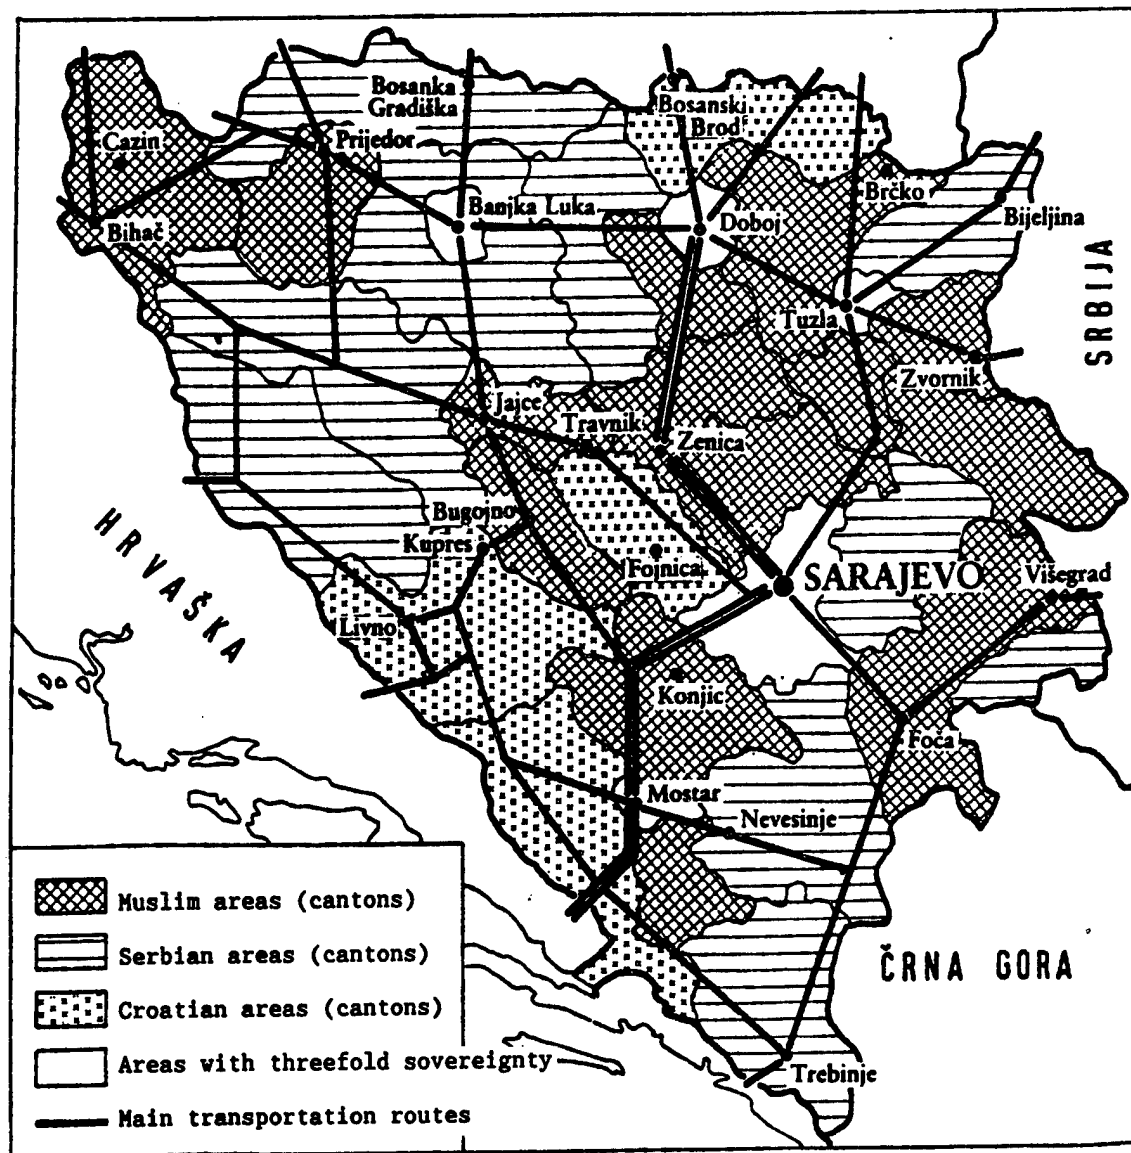 Bosanka
Gradiška
Bosanski
Brod
Cazin
Prijedor
Brčko
Banjka Luka
Doboj
Bijeljina
Bihač
SRBIJA
Tuzla
Zvornik
Jajce
Travnik
Zenica
Bugojno
Kupres
HRVAŠKA
Fojnica
SARAJEVO
Višegrad
Livno
Konjic
Foča
Mostar
Nevesinje
Muslim areas (cantons)
Serbian areas (cantons)
Croatian areas (cantons)
Areas with threefold sovereignty
Main transportation routes
ČRNA GORA
Trebinje